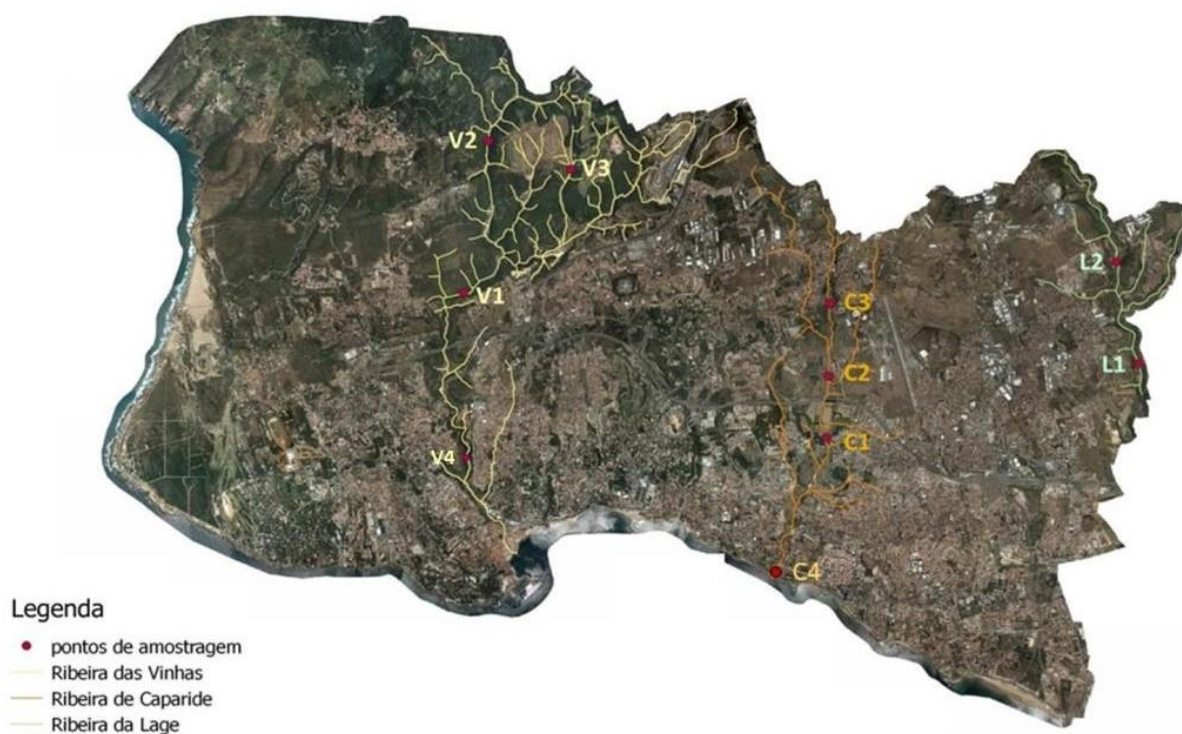 V2
V3
L2
V1
C3
L1
C2
C1
V4
C4
Legenda
pontos de amostragem
Ribeira das Vinhas
Ribeira de Caparide
Ribeira da Lage